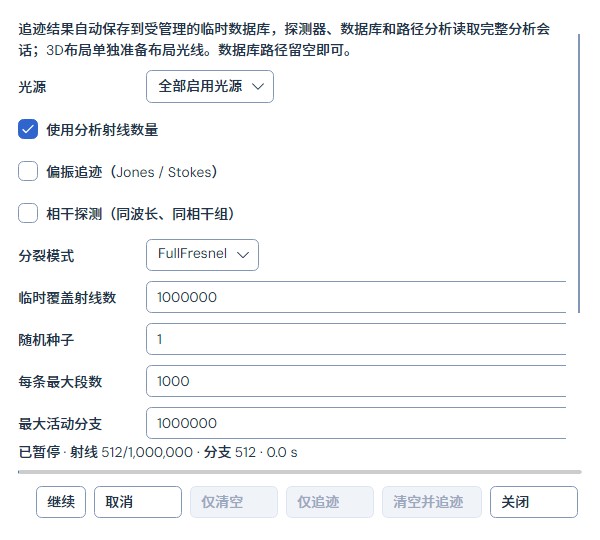 追迹结果自动保存到受管理的临时数据库，探测器、数据库和路径分析读取完整分析会
话；3D布局单独准备布局光线。数据库路径留空即可。
光源 全部启用光源
使用分析射线数量
偏振追迹（Jones / Stokes）
相干探测（同波长、同相干组）
分裂模式 FullFresnel
临时覆盖射线数 1000000
随机种子 1
每条最大段数 1000
最大活动分支 1000000
已暂停 · 射线 512/1,000,000 · 分支 512 · 0.0 s
继续 取消 仅清空 仅追迹 清空并追迹 关闭